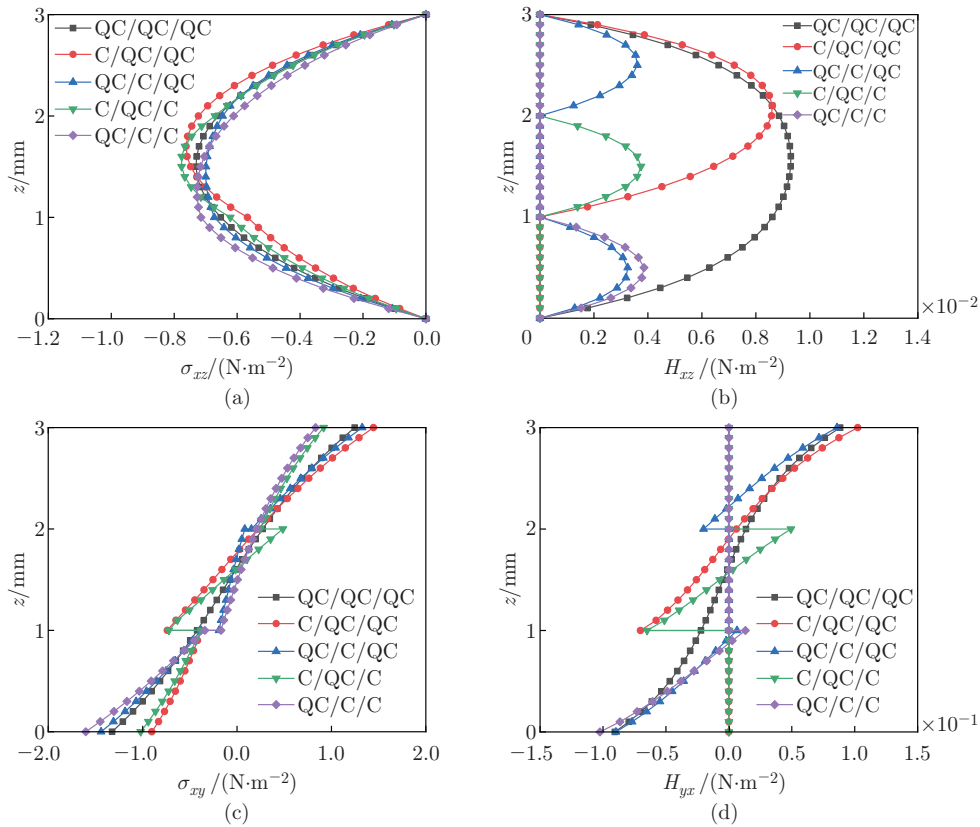 3
2
1
0
z/mm
QC/QC/QC
C/QC/QC
QC/C/QC
C/QC/C
QC/C/C
−1.2 −1.0 −0.8 −0.6 −0.4 −0.2 0.0
σxz/(N·m−2)
(a)
3
2
1
0
z/mm
QC/QC/QC
C/QC/QC
QC/C/QC
C/QC/C
QC/C/C
×10−2
0 0.2 0.4 0.6 0.8 1.0 1.2 1.4
Hxz/(N·m−2)
(b)
3
2
1
0
z/mm
QC/QC/QC
C/QC/QC
QC/C/QC
C/QC/C
QC/C/C
−2.0 −1.0 0.0 1.0 2.0
σxy/(N·m−2)
(c)
3
2
1
0
z/mm
QC/QC/QC
C/QC/QC
QC/C/QC
C/QC/C
QC/C/C
×10−1
−1.5 −1.0 −0.5 0.0 0.5 1.0 1.5
Hyx/(N·m−2)
(d)